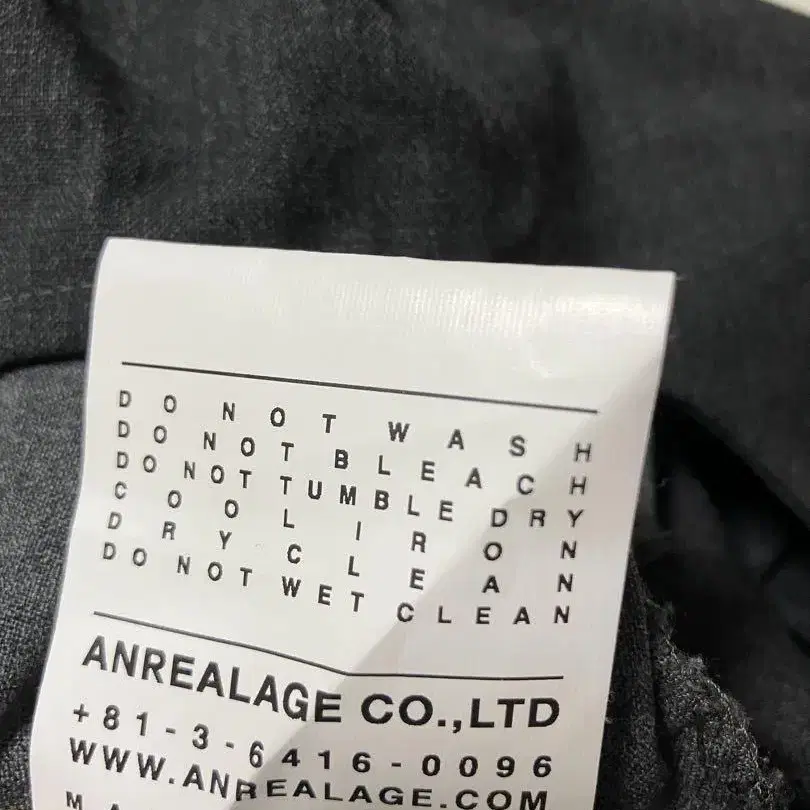 DO NOT WASH
DO NOT BLEACH
DO NOT TUMBLE DRY
COOL IRON
DRY CLEAN
DO NOT WET CLEAN
ANREALAGE CO.,LTD
+81-3-6416-0096
WWW.ANREALAGE.COM